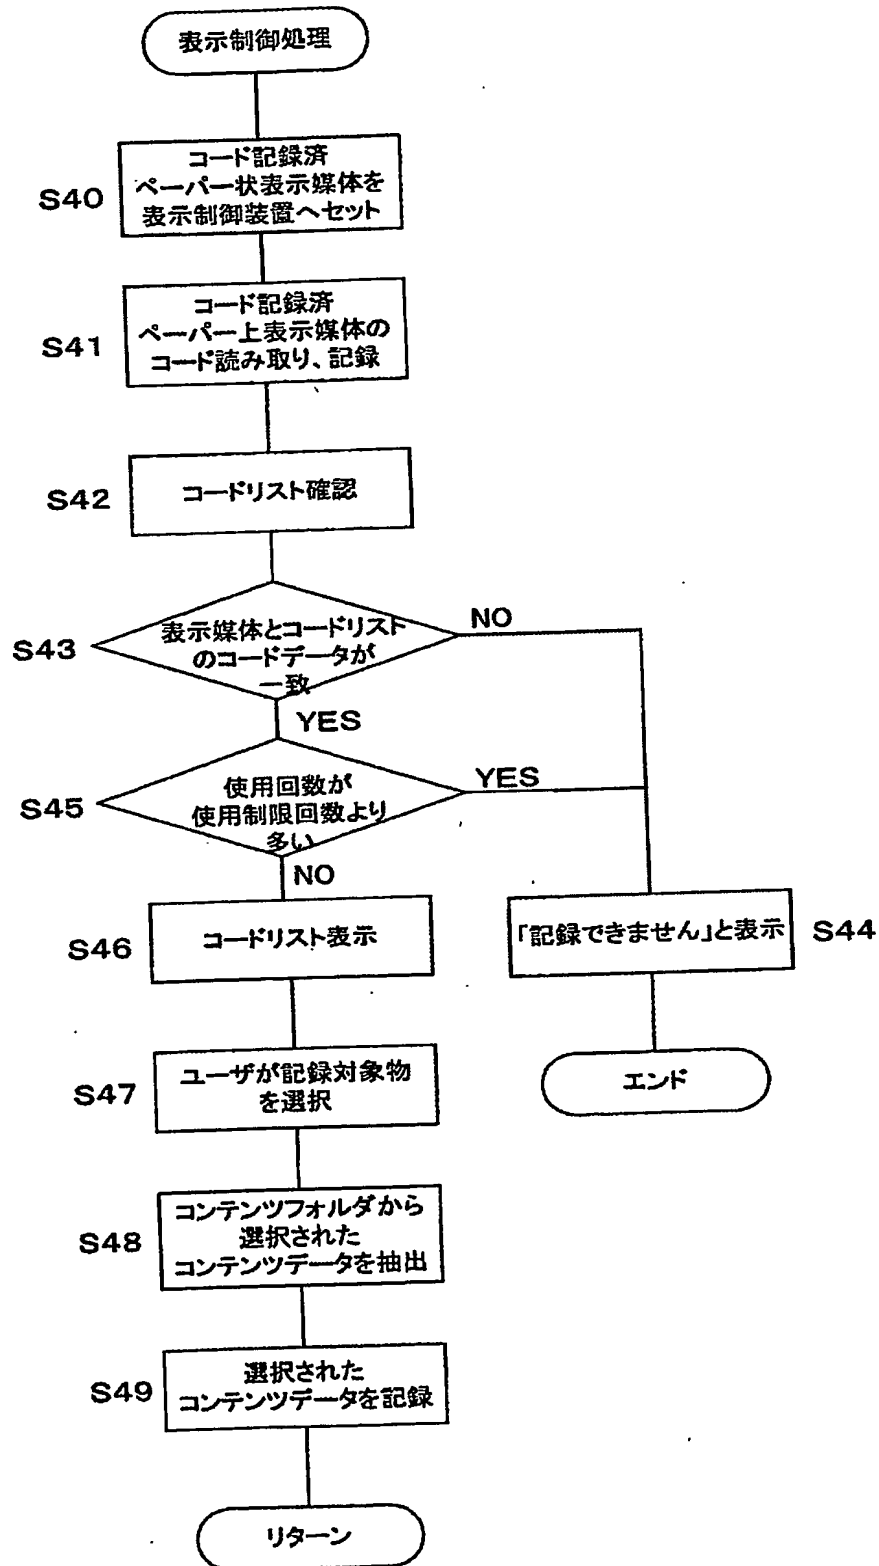 表示制御処理
S40
コード記録済
ペーパー状表示媒体を
表示制御装置へセット
S41
コード記録済
ペーパー上表示媒体の
コード読み取り、記録
S42
コードリスト確認
S43
表示媒体とコードリスト
のコードデータが
一致
NO
YES
S45
使用回数が
使用制限回数より
多い
YES
NO
S46
コードリスト表示
「記録できません」と表示
S44
S47
ユーザが記録対象物
を選択
エンド
S48
コンテンツフォルダから
選択された
コンテンツデータを抽出
S49
選択された
コンテンツデータを記録
リターン